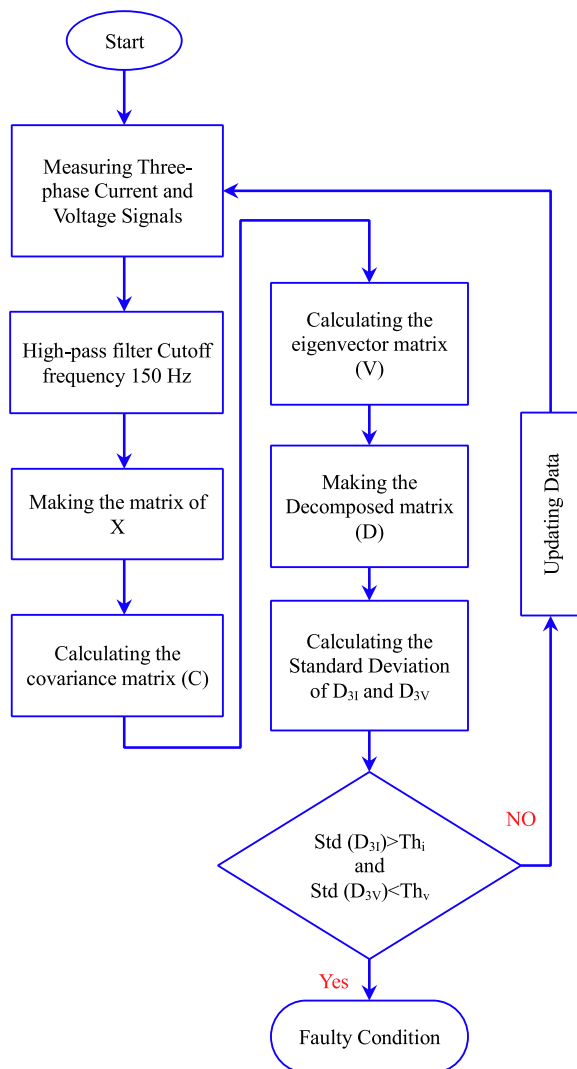 Start
Measuring Three-
phase Current and
Voltage Signals
High-pass filter Cutoff
frequency 150 Hz
Making the matrix of
X
Calculating the
covariance matrix (C)
Calculating the
eigenvector matrix
(V)
Making the
Decomposed matrix
(D)
Calculating the
Standard Deviation
of D3I and D3V
Std (D3I)>Thi
and
Std (D3V)<Thv
NO
Updating Data
Yes
Faulty Condition